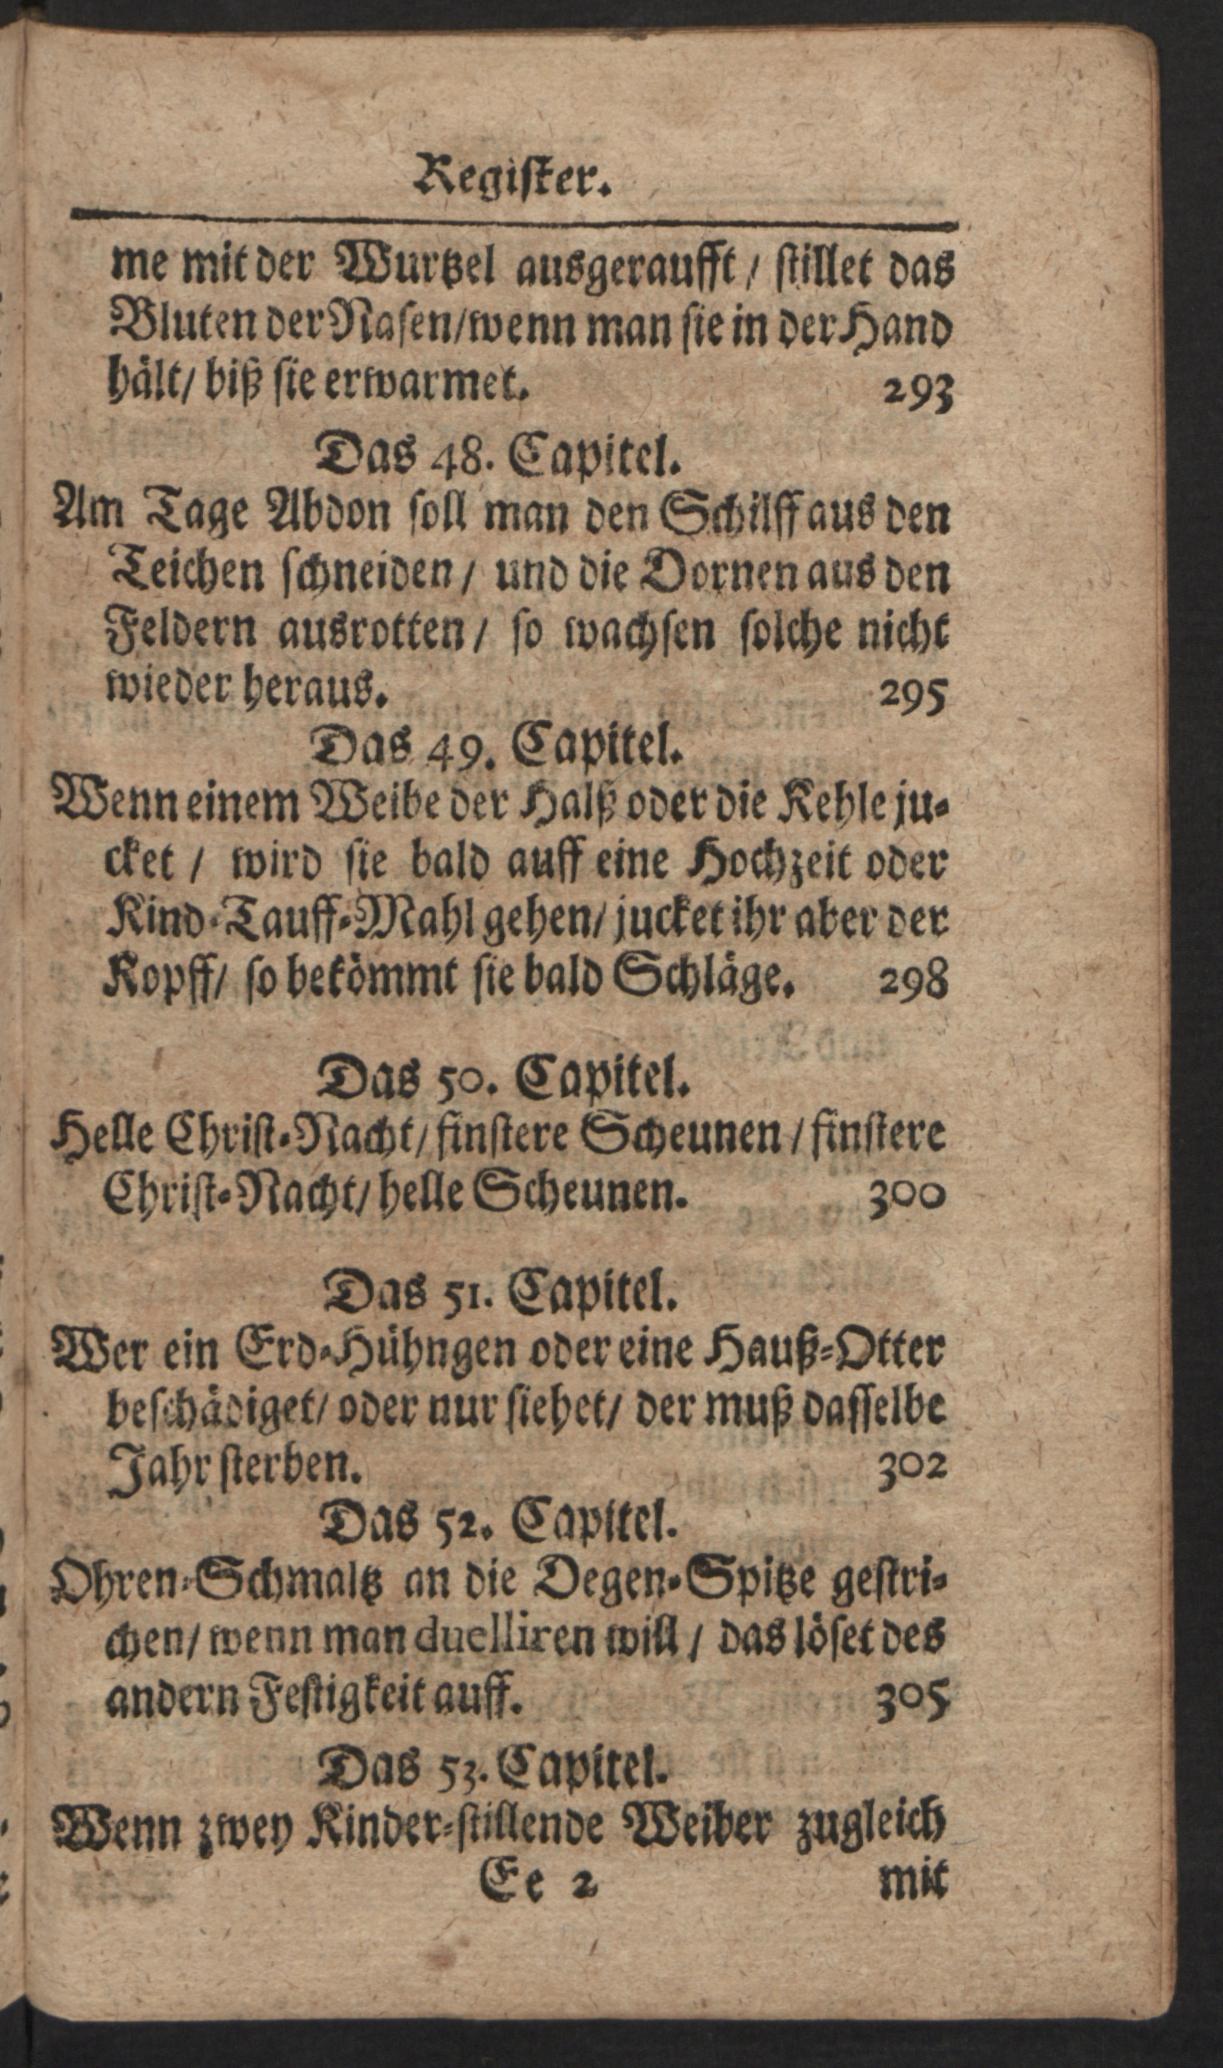 Register.
me mit der Wurtzel ausgeraufft / stillet das
Bluten der Nasen/wenn man sie in der Hand
hält/ biß sie erwarmet. 293
Das 48. Capitel.
Am Tage Abdon soll man den Schilff aus den
Teichen schneiden / und die Dornen aus den
Feldern ausrotten / so wachsen solche nicht
wieder heraus. 295
Das 49. Capitel.
Wenn einem Weibe der Halß oder die Kehle ju-
cket / wird sie bald auff eine Hochzeit oder
Kind-Tauff-Mahl gehen/ jucket ihr aber der
Kopff/ so bekömmt sie bald Schläge. 298
Das 50. Capitel.
Helle Christ-Nacht/ finstere Scheunen / finstere
Christ-Nacht/ helle Scheunen. 300
Das 51. Capitel.
Wer ein Erd-Hühngen oder eine Hauß-Otter
beschädiget/ oder nur siehet/ der muß dasselbe
Jahr sterben. 302
Das 52. Capitel.
Ohren-Schmaltz an die Degen-Spitze gestri-
chen/ wenn man duelliren will / das löset des
andern Festigkeit auff. 305
Das 53. Capitel.
Wenn zwey Kinder-stillende Weiber zugleich
Ee 2 mit